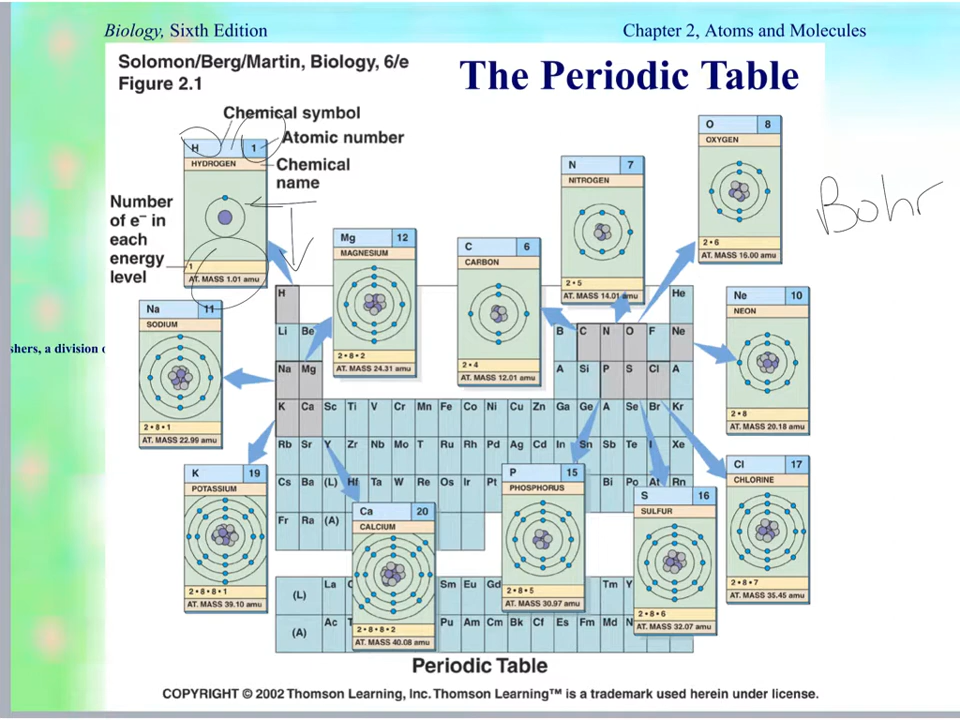 Biology, Sixth Edition
Chapter 2, Atoms and Molecules
Solomon/Berg/Martin, Biology, 6/e
Figure 2.1
The Periodic Table
Chemical symbol
Atomic number
Chemical
name
Number
of e⁻ in
each
energy
level
H 1
HYDROGEN
1
AT. MASS 1.01 amu
Mg 12
MAGNESIUM
2•8•2
AT. MASS 24.31 amu
C 6
CARBON
2•4
AT. MASS 12.01 amu
N 7
NITROGEN
2•5
AT. MASS 14.01 amu
O 8
OXYGEN
2•6
AT. MASS 16.00 amu
Bohr
Na 11
SODIUM
2•8•1
AT. MASS 22.99 amu
Ne 10
NEON
2•8
AT. MASS 20.18 amu
shers, a division
H He
Li Be B C N O F Ne
Na Mg A Si P S Cl A
K Ca Sc Ti V Cr Mn Fe Co Ni Cu Zn Ga Ge A Se Br Kr
Rb Sr Y Zr Nb Mo T Ru Rh Pd Ag Cd In Sn Sb Te I Xe
Cs Ba (L) Hf Ta W Re Os Ir Pt Bi Po At Rn
Fr Ra (A)
K 19
POTASSIUM
2•8•8•1
AT. MASS 39.10 amu
Ca 20
CALCIUM
2•8•8•2
AT. MASS 40.08 amu
P 15
PHOSPHORUS
2•8•5
AT. MASS 30.97 amu
S 16
SULFUR
2•8•6
AT. MASS 32.07 amu
Cl 17
CHLORINE
2•8•7
AT. MASS 35.45 amu
(L) La Sm Eu Gd Tm
(A) Ac Pu Am Cm Bk Cf Es Fm Md
Periodic Table
COPYRIGHT © 2002 Thomson Learning, Inc. Thomson Learning™ is a trademark used herein under license.